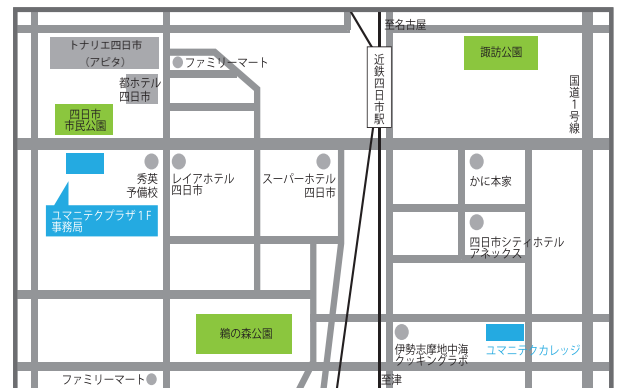 至名古屋
トナリエ四日市
（アピタ）
ファミリーマート
近鉄四日市駅
諏訪公園
国道1号線
都ホテル
四日市
四日市
市民公園
秀英
予備校
レイアホテル
四日市
スーパーホテル
四日市
かに本家
ユマニテクプラザ1F
事務局
四日市シティホテル
アネックス
鵜の森公園
伊勢志摩地中海
クッキングラボ
ユマニテクカレッジ
ファミリーマート
至津